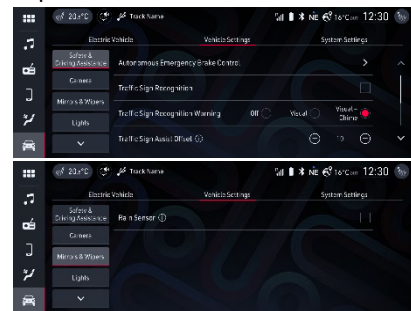 20.5°C Track Name NE 16°C 12:30
Electric Vehicle Vehicle Settings System Settings
Safety & Driving Assistance
Autonomous Emergency Brake Control
Camera
Traffic Sign Recognition
Mirrors & Wipers
Traffic Sign Recognition Warning Off Visual Visual + Chime
Lights
Traffic Sign Assist Offset 10
20.5°C Track Name NE 16°C 12:30
Electric Vehicle Vehicle Settings System Settings
Safety & Driving Assistance
Rain Sensor
Camera
Mirrors & Wipers
Lights